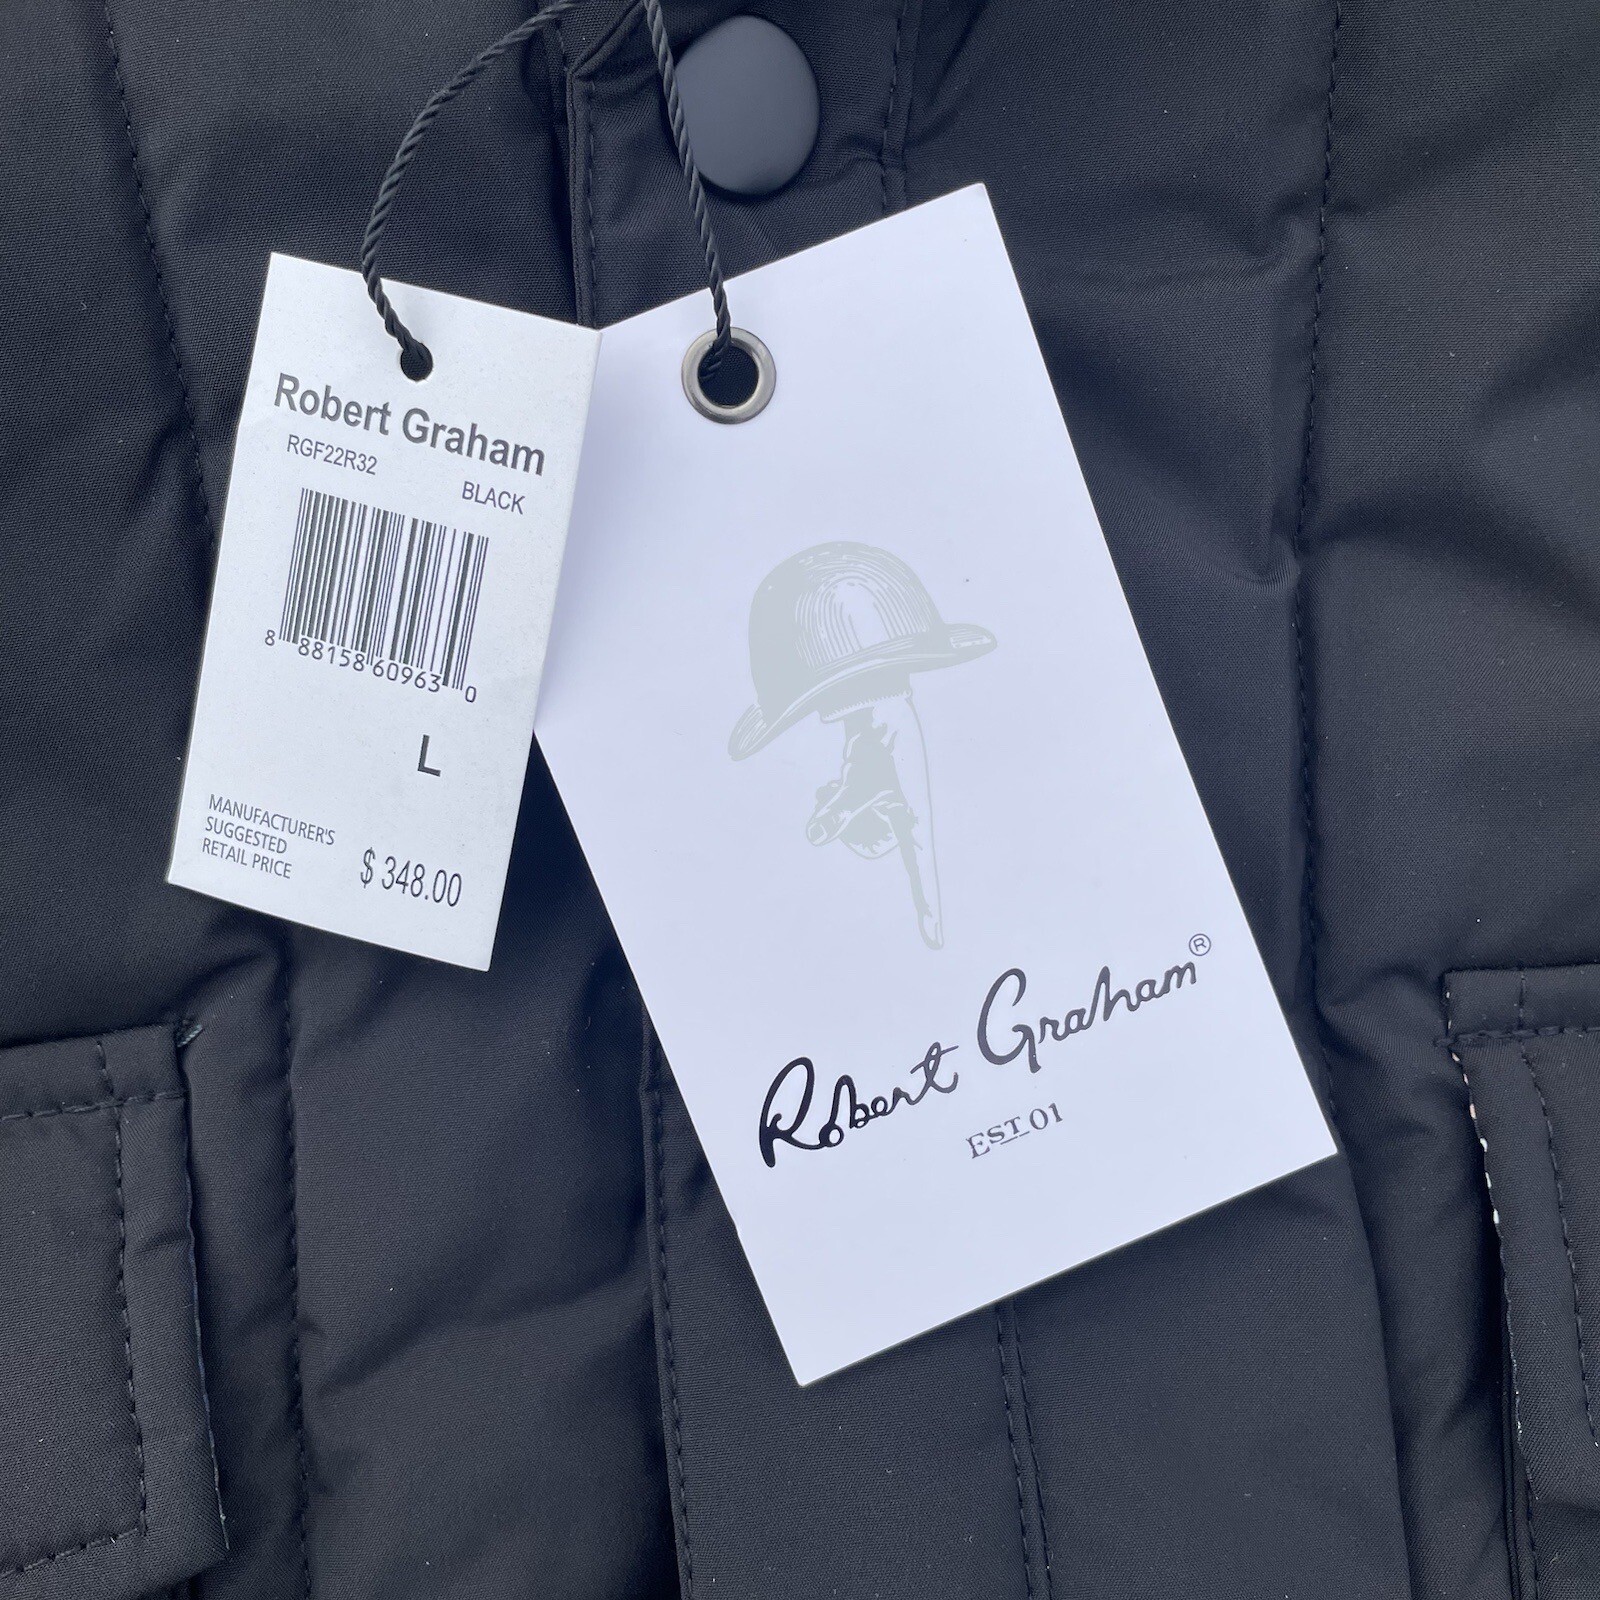 Robert Graham
RGF22R32
BLACK
8 88158 60963 0
L
MANUFACTURER'S
SUGGESTED
RETAIL PRICE
$ 348.00
Robert Graham®
EST. 01